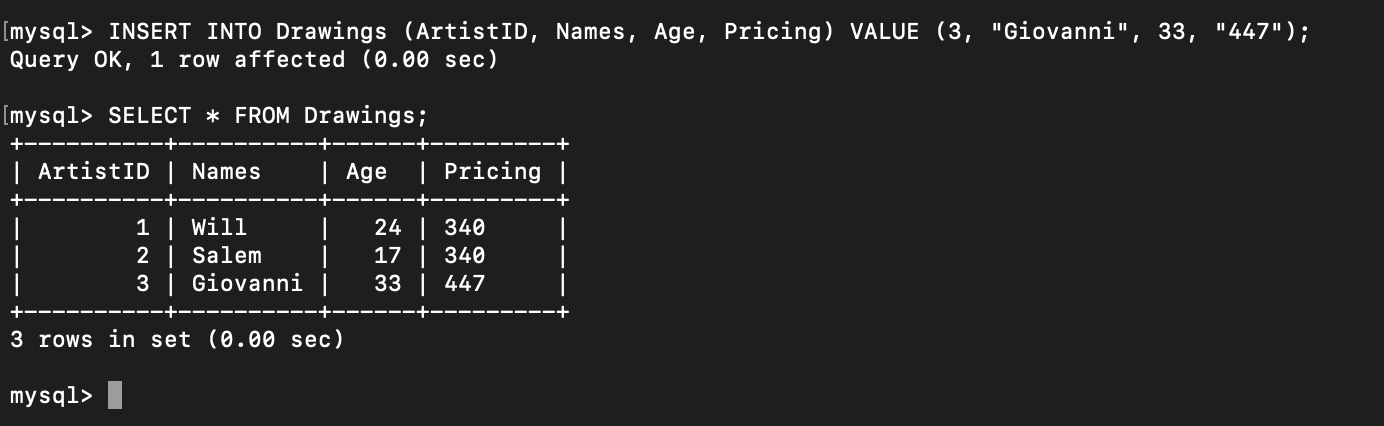 [mysql> INSERT INTO Drawings (ArtistID, Names, Age, Pricing) VALUE (3, "Giovanni", 33, "447");
Query OK, 1 row affected (0.00 sec)

[mysql> SELECT * FROM Drawings;
+----------+----------+------+---------+
| ArtistID | Names    | Age  | Pricing |
+----------+----------+------+---------+
|        1 | Will     |   24 | 340     |
|        2 | Salem    |   17 | 340     |
|        3 | Giovanni |   33 | 447     |
+----------+----------+------+---------+
3 rows in set (0.00 sec)

mysql>